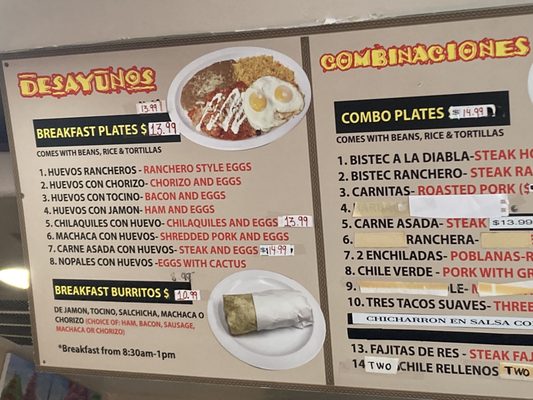 DESAYUNOS
13.99
BREAKFAST PLATES $ 13.99
COMES WITH BEANS, RICE & TORTILLAS
1. HUEVOS RANCHEROS - RANCHERO STYLE EGGS
2. HUEVOS CON CHORIZO- CHORIZO AND EGGS
3. HUEVOS CON TOCINO- BACON AND EGGS
4. HUEVOS CON JAMON- HAM AND EGGS
5. CHILAQUILES CON HUEVO- CHILAQUILES AND EGGS 13.99
6. MACHACA CON HUEVOS- SHREDDED PORK AND EGGS
7. CARNE ASADA CON HUEVOS- STEAK AND EGGS $14.99
8. NOPALES CON HUEVOS -EGGS WITH CACTUS
.99
BREAKFAST BURRITOS $ 10.99
DE JAMON, TOCINO, SALCHICHA, MACHACA O
CHORIZO (CHOICE OF: HAM, BACON, SAUSAGE,
MACHACA OR CHORIZO)
*Breakfast from 8:30am-1pm
COMBINACIONES
COMBO PLATES $14.99
COMES WITH BEANS, RICE & TORTILLAS
1. BISTEC A LA DIABLA- STEAK HO
2. BISTEC RANCHERO- STEAK RA
3. CARNITAS- ROASTED PORK ($
4.
5. CARNE ASADA- STEAK $13.99
6. RANCHERA-
7. 2 ENCHILADAS- POBLANAS-R
8. CHILE VERDE- PORK WITH GR
9. LE-
10. TRES TACOS SUAVES- THREE
CHICHARRON EN SALSA CO
13. FAJITAS DE RES - STEAK FAJ
14 TWO CHILE RELLENOS TWO